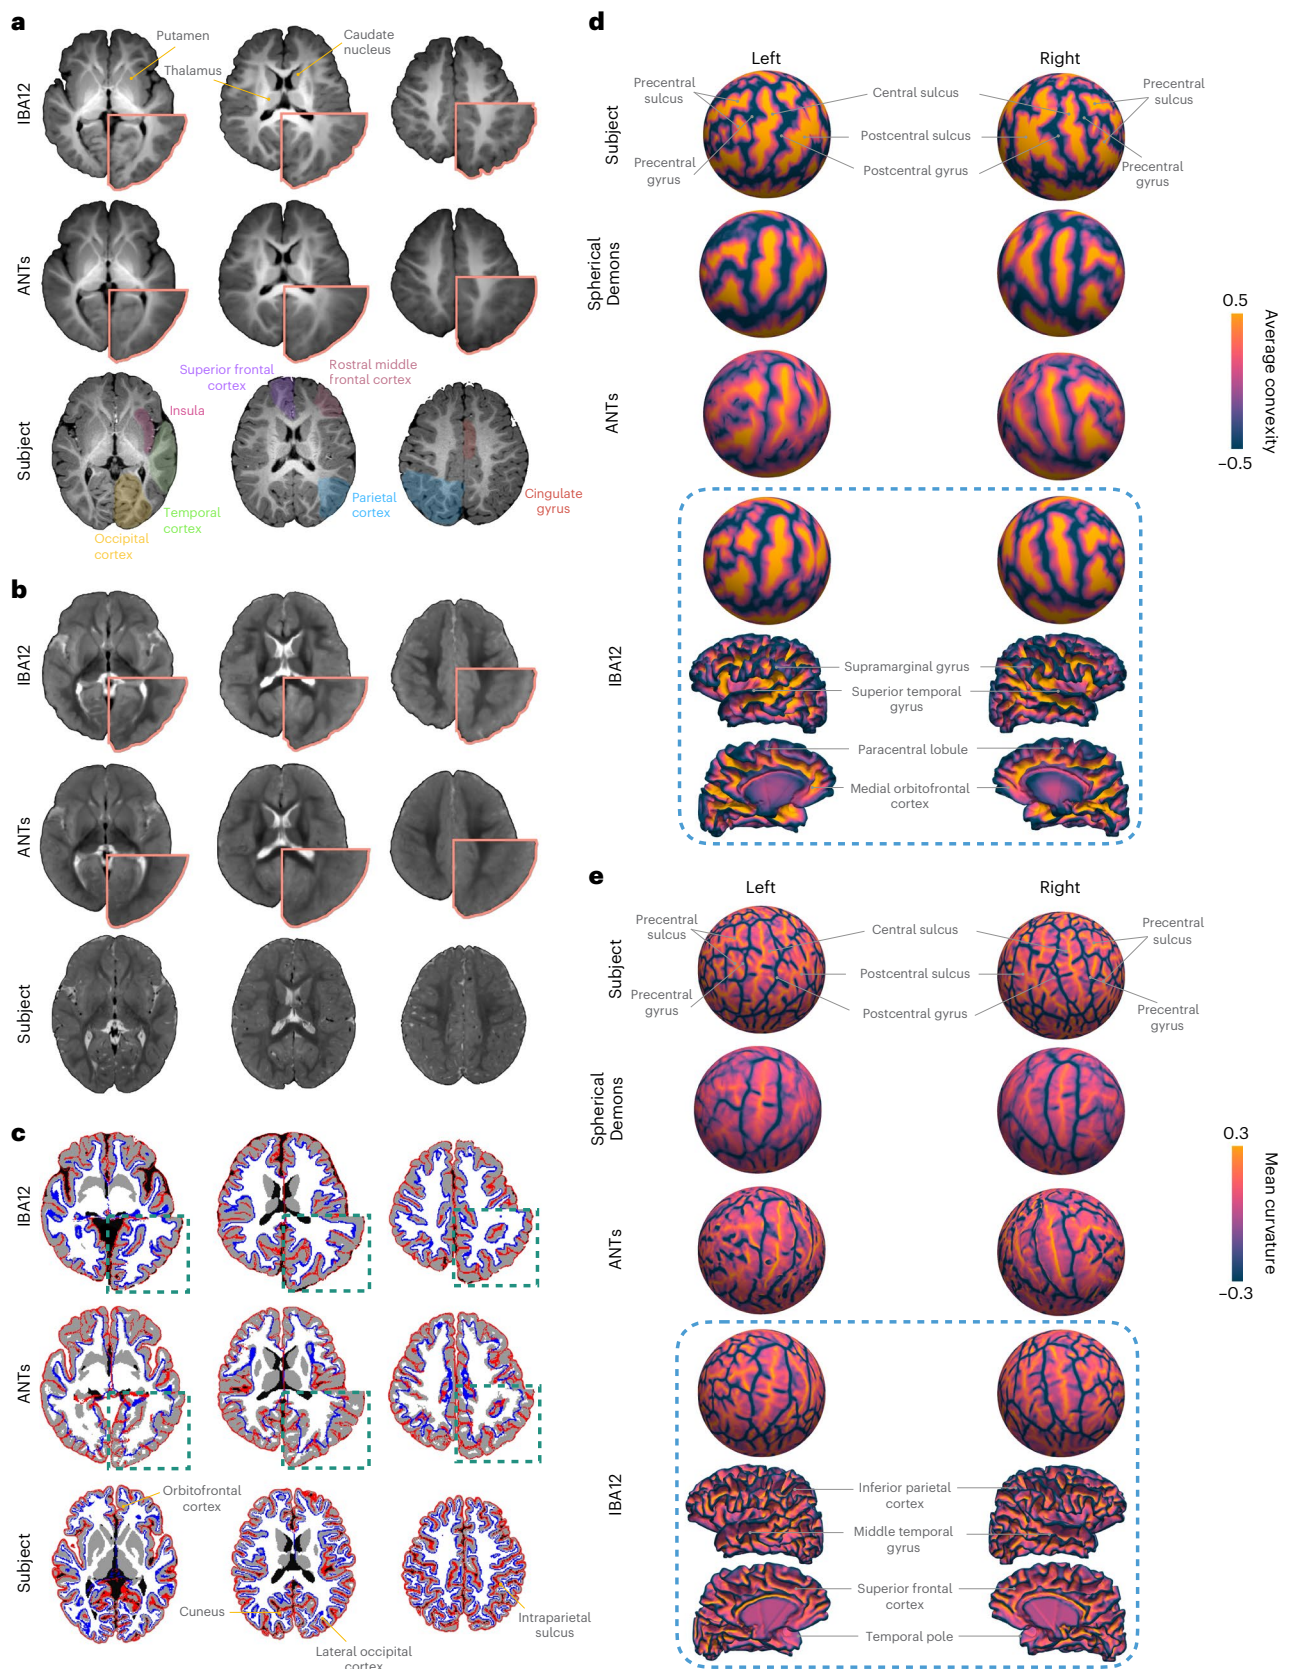 a
Putamen
Caudate
nucleus
Thalamus
IBA12
ANTs
Superior frontal
cortex
Rostral middle
frontal cortex
Insula
Subject
Temporal
cortex
Parietal
cortex
Cingulate
gyrus
Occipital
cortex
b
IBA12
ANTs
Subject
c
IBA12
ANTs
Orbitofrontal
cortex
Subject
Cuneus
Lateral occipital
cortex
Intraparietal
sulcus
d
Left
Right
Precentral
sulcus
Central sulcus
Precentral
sulcus
Subject
Postcentral sulcus
Precentral
gyrus
Postcentral gyrus
Precentral
gyrus
Spherical
Demons
ANTs
0.5
Average convexity
−0.5
IBA12
Supramarginal gyrus
Superior temporal
gyrus
Paracentral lobule
Medial orbitofrontal
cortex
e
Left
Right
Precentral
sulcus
Central sulcus
Precentral
sulcus
Subject
Postcentral sulcus
Precentral
gyrus
Postcentral gyrus
Precentral
gyrus
Spherical
Demons
ANTs
0.3
Mean curvature
−0.3
IBA12
Inferior parietal
cortex
Middle temporal
gyrus
Superior frontal
cortex
Temporal pole